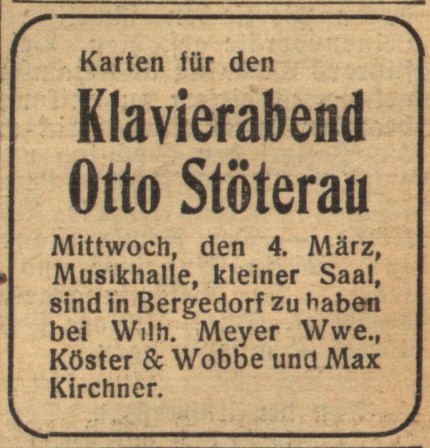 Karten für den
Klavierabend
Otto Stöterau
Mittwoch, den 4. März,
Musikhalle, kleiner Saal,
sind in Bergedorf zu haben
bei Wilh. Meyer Wwe.,
Köster & Wobbe und Max
Kirchner.